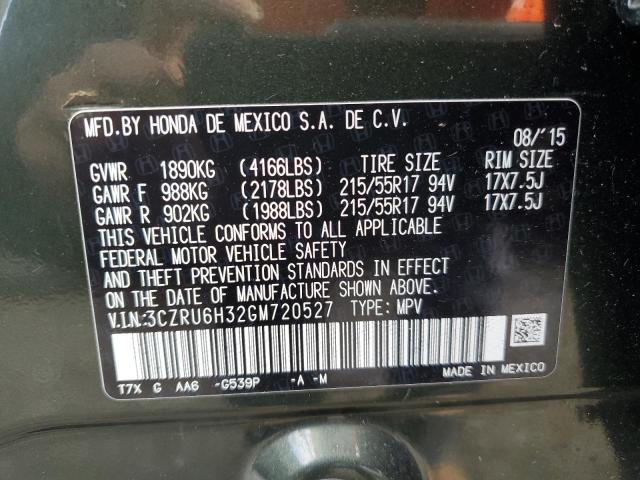 MFD.BY HONDA DE MEXICO S.A. DE C.V.
08/'15
GVWR 1890KG (4166LBS) TIRE SIZE RIM SIZE
GAWR F 988KG (2178LBS) 215/55R17 94V 17X7.5J
GAWR R 902KG (1988LBS) 215/55R17 94V 17X7.5J
THIS VEHICLE CONFORMS TO ALL APPLICABLE
FEDERAL MOTOR VEHICLE SAFETY
AND THEFT PREVENTION STANDARDS IN EFFECT
ON THE DATE OF MANUFACTURE SHOWN ABOVE.
V.I.N:3CZRU6H32GM720527 TYPE: MPV
T7X G AA6 -G539P -A -M
MADE IN MEXICO